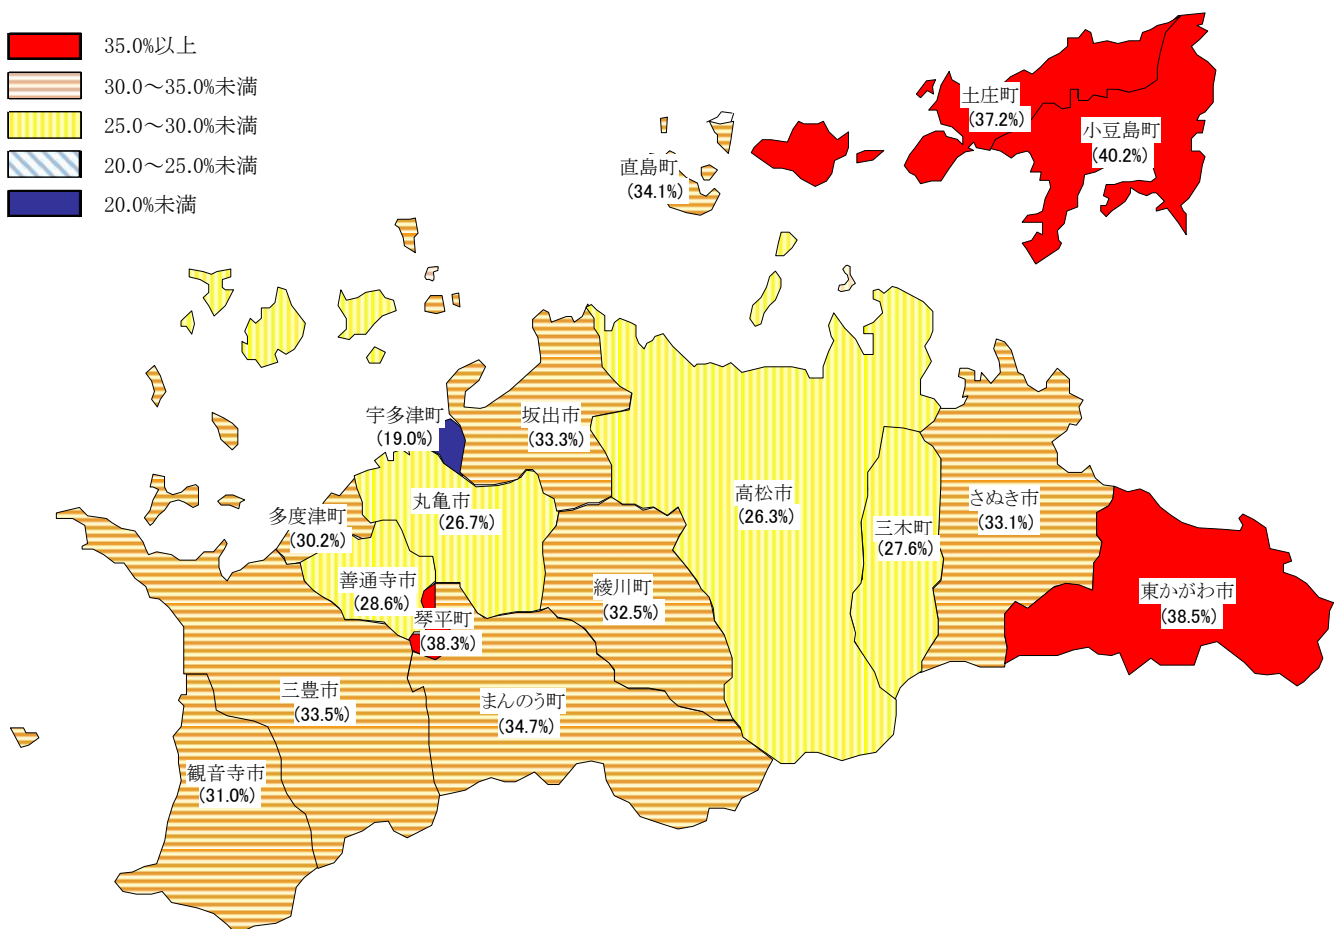 35.0%以上
30.0～35.0%未満
25.0～30.0%未満
20.0～25.0%未満
20.0%未満
土庄町
(37.2%)
小豆島町
(40.2%)
直島町
(34.1%)
宇多津町
(19.0%)
坂出市
(33.3%)
丸亀市
(26.7%)
高松市
(26.3%)
さぬき市
(33.1%)
多度津町
(30.2%)
三木町
(27.6%)
善通寺市
(28.6%)
綾川町
(32.5%)
東かがわ市
(38.5%)
琴平町
(38.3%)
三豊市
(33.5%)
まんのう町
(34.7%)
観音寺市
(31.0%)